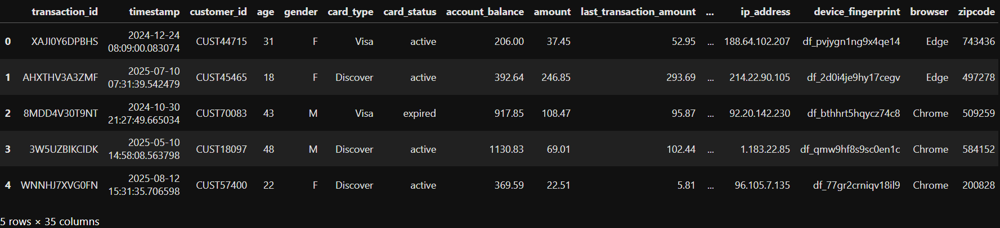 transaction_id timestamp customer_id age gender card_type card_status account_balance amount last_transaction_amount ... ip_address device_fingerprint browser zipcode
0 XAJI0Y6DPBHS 2024-12-24 08:09:00.083074 CUST44715 31 F Visa active 206.00 37.45 52.95 ... 188.64.102.207 df_pvjygn1ng9x4qe14 Edge 743436
1 AHXTHV3A3ZMF 2025-07-10 07:31:39.542479 CUST45465 18 F Discover active 392.64 246.85 293.69 ... 214.22.90.105 df_2d0i4je9hy17cegv Edge 497278
2 8MDD4V30T9NT 2024-10-30 21:27:49.665034 CUST70083 43 M Visa expired 917.85 108.47 95.87 ... 92.20.142.230 df_bthhrt5hqycz74c8 Chrome 509259
3 3W5UZBIKCIDK 2025-05-10 14:58:08.563798 CUST18097 48 M Discover active 1130.83 69.01 102.44 ... 1.183.22.85 df_qmw9hf8s9sc0en1c Chrome 584152
4 WNNHJ7XVG0FN 2025-08-12 15:31:35.706598 CUST57400 22 F Discover active 369.59 22.51 5.81 ... 96.105.7.135 df_77gr2crniqv18il9 Chrome 200828
5 rows × 35 columns